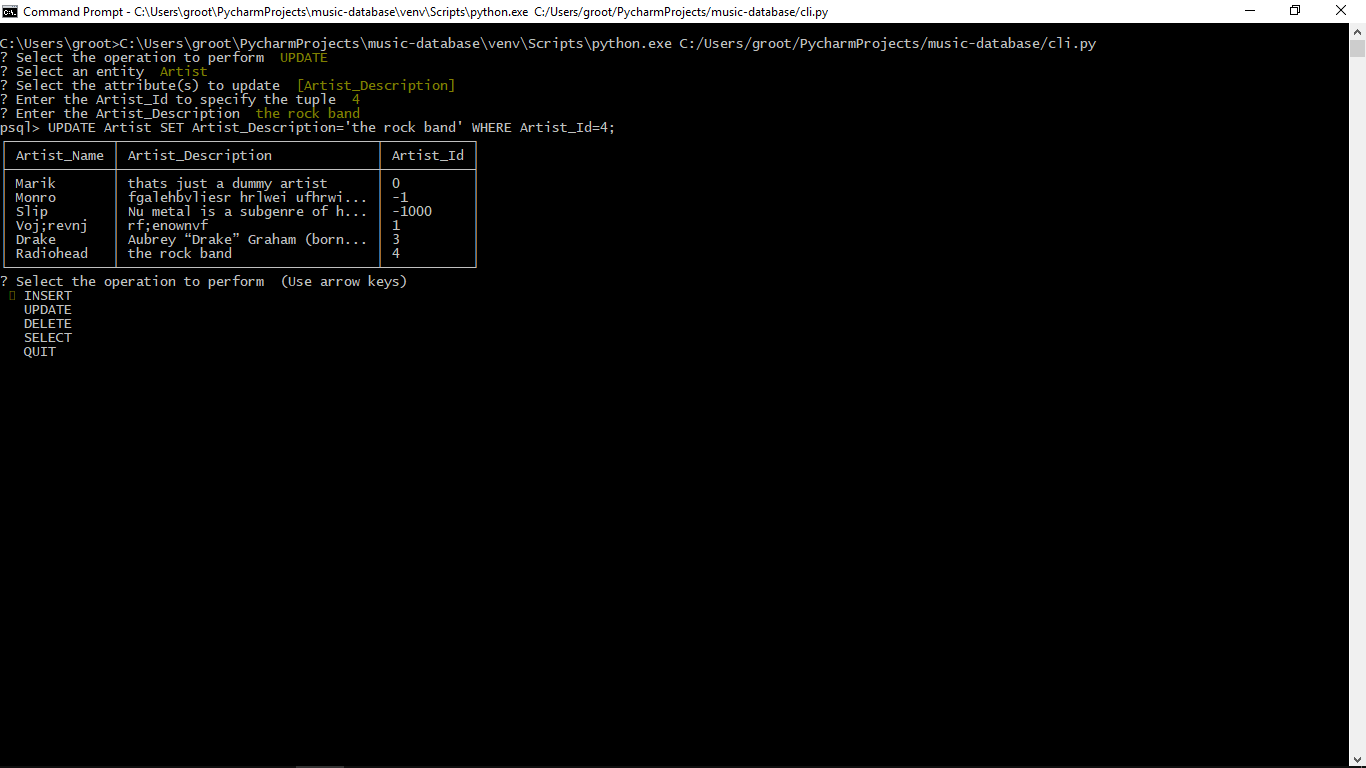 Command Prompt - C:\Users\groot\PycharmProjects\music-database\venv\Scripts\python.exe C:/Users/groot/PycharmProjects/music-database/cli.py
C:\Users\groot>C:\Users\groot\PycharmProjects\music-database\venv\Scripts\python.exe C:/Users/groot/PycharmProjects/music-database/cli.py
? Select the operation to perform  UPDATE
? Select an entity  Artist
? Select the attribute(s) to update  [Artist_Description]
? Enter the Artist_Id to specify the tuple  4
? Enter the Artist_Description  the rock band
psql> UPDATE Artist SET Artist_Description='the rock band' WHERE Artist_Id=4;
Artist_Name Artist_Description Artist_Id
Marik thats just a dummy artist 0
Monro fgalehbvliesr hrlwei ufhrwi... -1
Slip Nu metal is a subgenre of h... -1000
Voj;revnj rf;enownvf 1
Drake Aubrey “Drake” Graham (born... 3
Radiohead the rock band 4
? Select the operation to perform  (Use arrow keys)
INSERT
UPDATE
DELETE
SELECT
QUIT